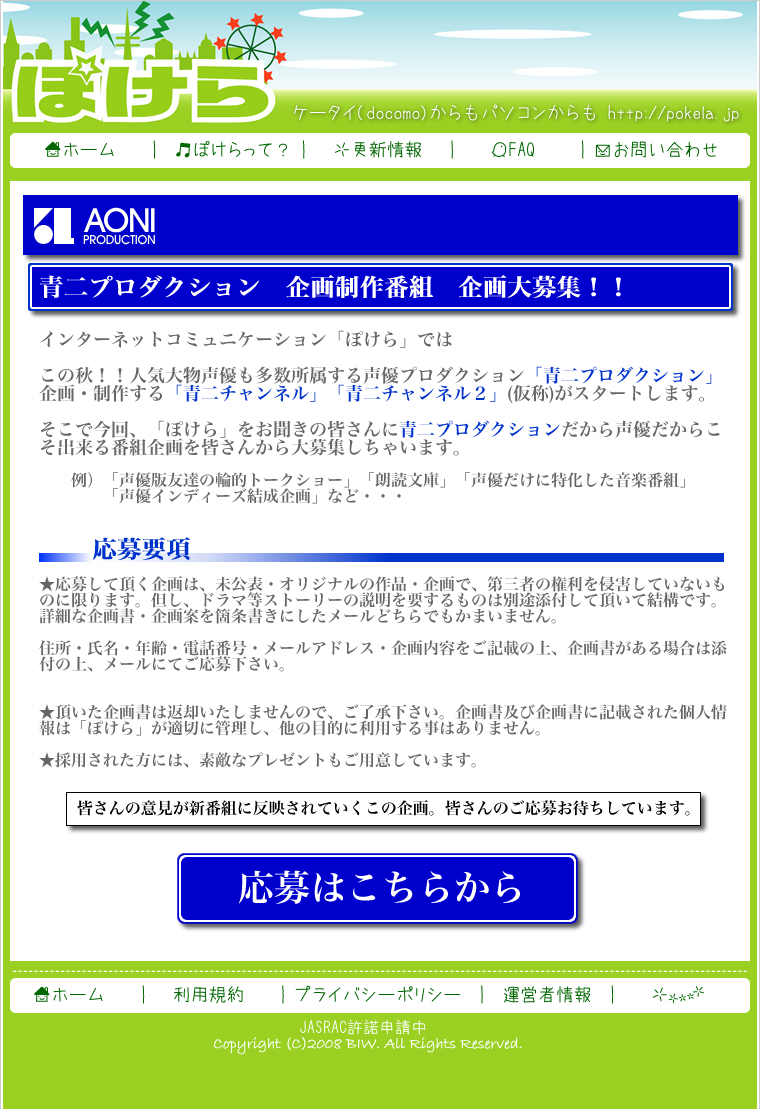 ぽけら
ケータイ(docomo)からもパソコンからも http://pokela.jp
ホーム | ぽけらって? | 更新情報 | FAQ | お問い合わせ
AONI
PRODUCTION
青二プロダクション　企画制作番組　企画大募集！！
インターネットコミュニケーション「ぽけら」では
この秋！！人気大物声優も多数所属する声優プロダクション「青二プロダクション」
企画・制作する「青二チャンネル」「青二チャンネル２」(仮称)がスタートします。
そこで今回、「ぽけら」をお聞きの皆さんに青二プロダクションだから声優だからこ
そ出来る番組企画を皆さんから大募集しちゃいます。
例）「声優版友達の輪的トークショー」「朗読文庫」「声優だけに特化した音楽番組」
「声優インディーズ結成企画」など・・・
応募要項
★応募して頂く企画は、未公表・オリジナルの作品・企画で、第三者の権利を侵害していないも
のに限ります。但し、ドラマ等ストーリーの説明を要するものは別途添付して頂いて結構です。
詳細な企画書・企画案を箇条書きにしたメールどちらでもかまいません。
住所・氏名・年齢・電話番号・メールアドレス・企画内容をご記載の上、企画書がある場合は添
付の上、メールにてご応募下さい。
★頂いた企画書は返却いたしませんので、ご了承下さい。企画書及び企画書に記載された個人情
報は「ぽけら」が適切に管理し、他の目的に利用する事はありません。
★採用された方には、素敵なプレゼントもご用意しています。
皆さんの意見が新番組に反映されていくこの企画。皆さんのご応募お待ちしています。
応募はこちらから
ホーム | 利用規約 | プライバシーポリシー | 運営者情報 |
JASRAC許諾申請中
Copyright (C)2008 BIW. All Rights Reserved.